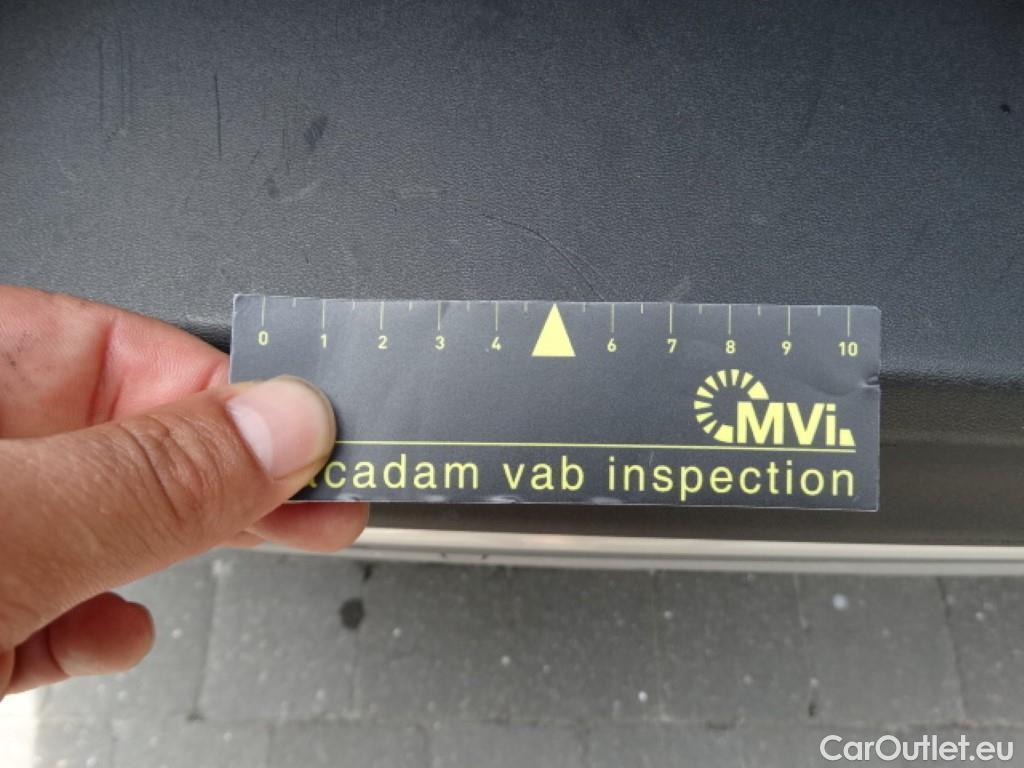 0 1 2 3 4 6 7 8 9 10
MVi
acadam vab inspection
CarOutlet.eu